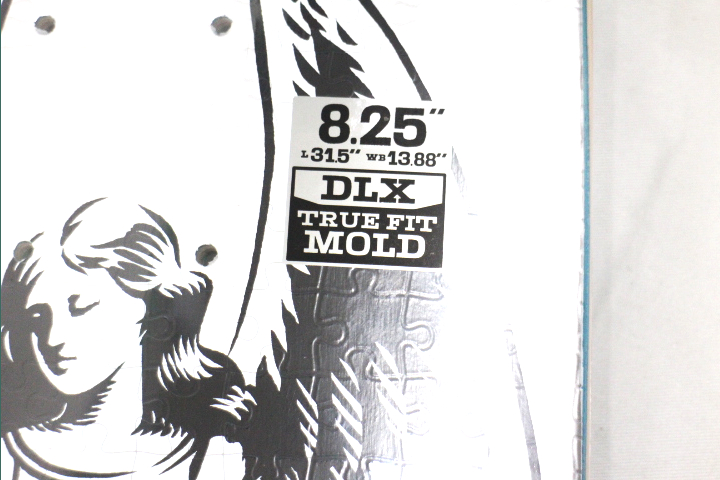 8.25"
L 31.5" WB 13.88"
DLX
TRUE FIT
MOLD